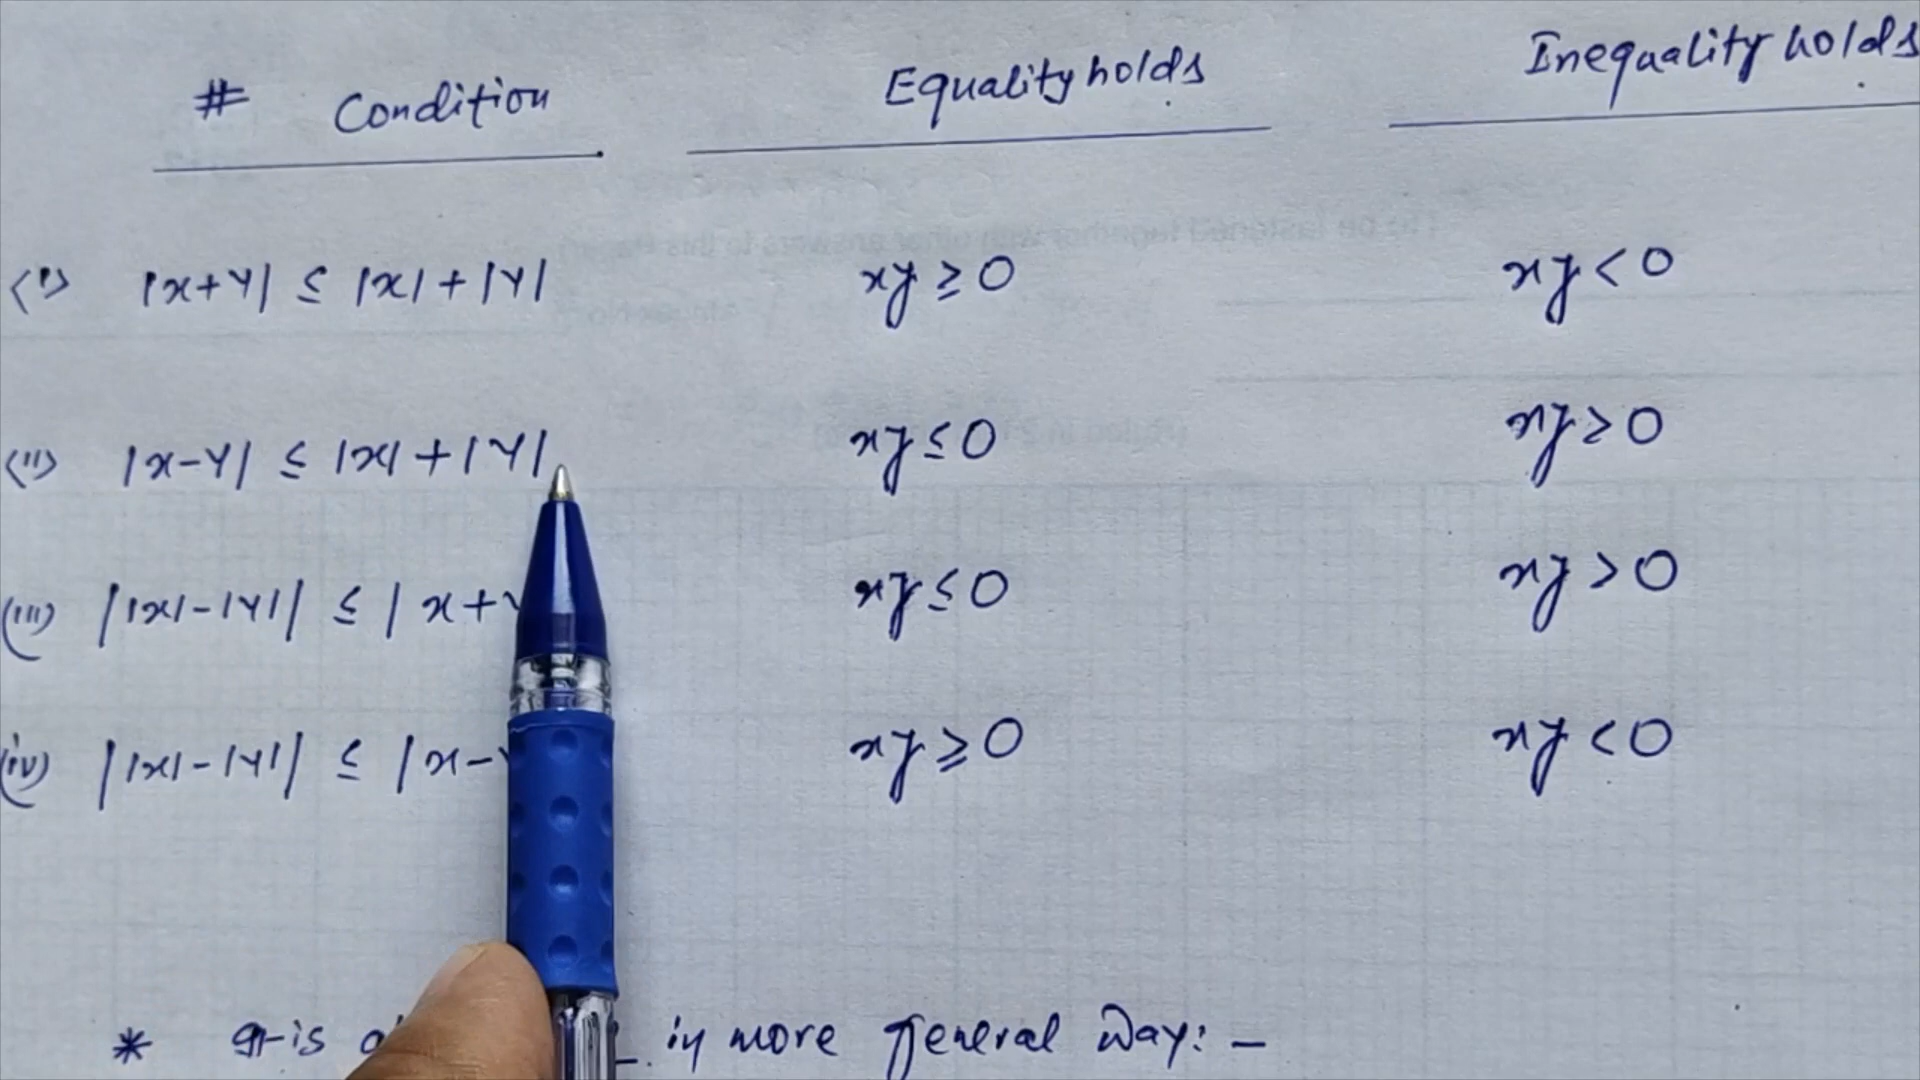 # Condition Equality holds Inequality holds
(i) |x+y| ≤ |x|+|y| xy ≥ 0 xy < 0
(ii) |x-y| ≤ |x|+|y| xy ≤ 0 xy > 0
(iii) ||x|-|y|| ≤ |x+ xy ≤ 0 xy > 0
(iv) ||x|-|y|| ≤ |x- xy ≥ 0 xy < 0
* It is in more general way: -